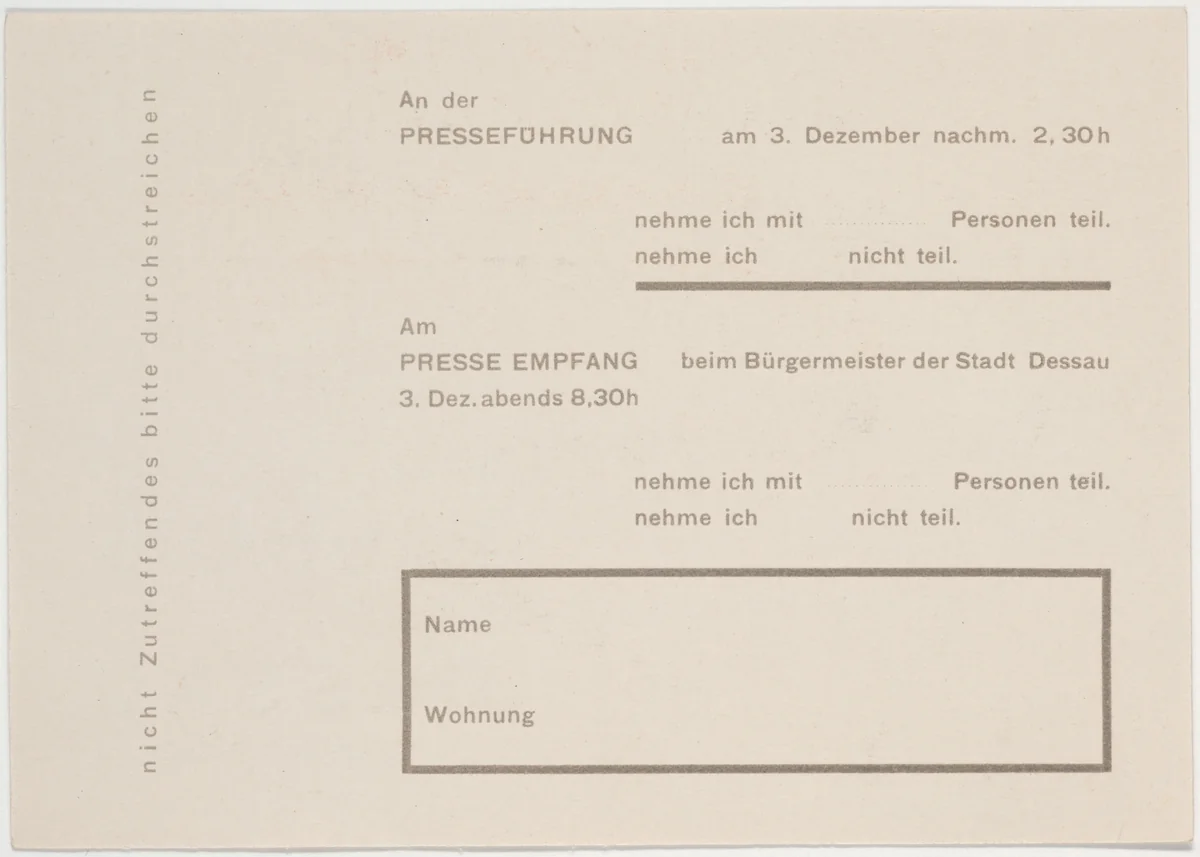 An der
PRESSEFÜHRUNG am 3. Dezember nachm. 2,30h
nehme ich mit ............ Personen teil.
nehme ich nicht teil.
Am
PRESSE EMPFANG beim Bürgermeister der Stadt Dessau
3. Dez. abends 8,30h
nehme ich mit ............ Personen teil.
nehme ich nicht teil.
Name
Wohnung
nicht Zutreffendes bitte durchstreichen